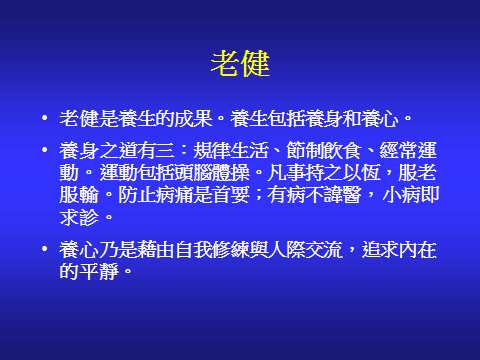 老健
• 老健是養生的成果。養生包括養身和養心。
• 養身之道有三：規律生活、節制飲食、經常運
動。運動包括頭腦體操。凡事持之以恆，服老
服輸。防止病痛是首要；有病不諱醫，小病即
求診。
• 養心乃是藉由自我修練與人際交流，追求內在
的平靜。